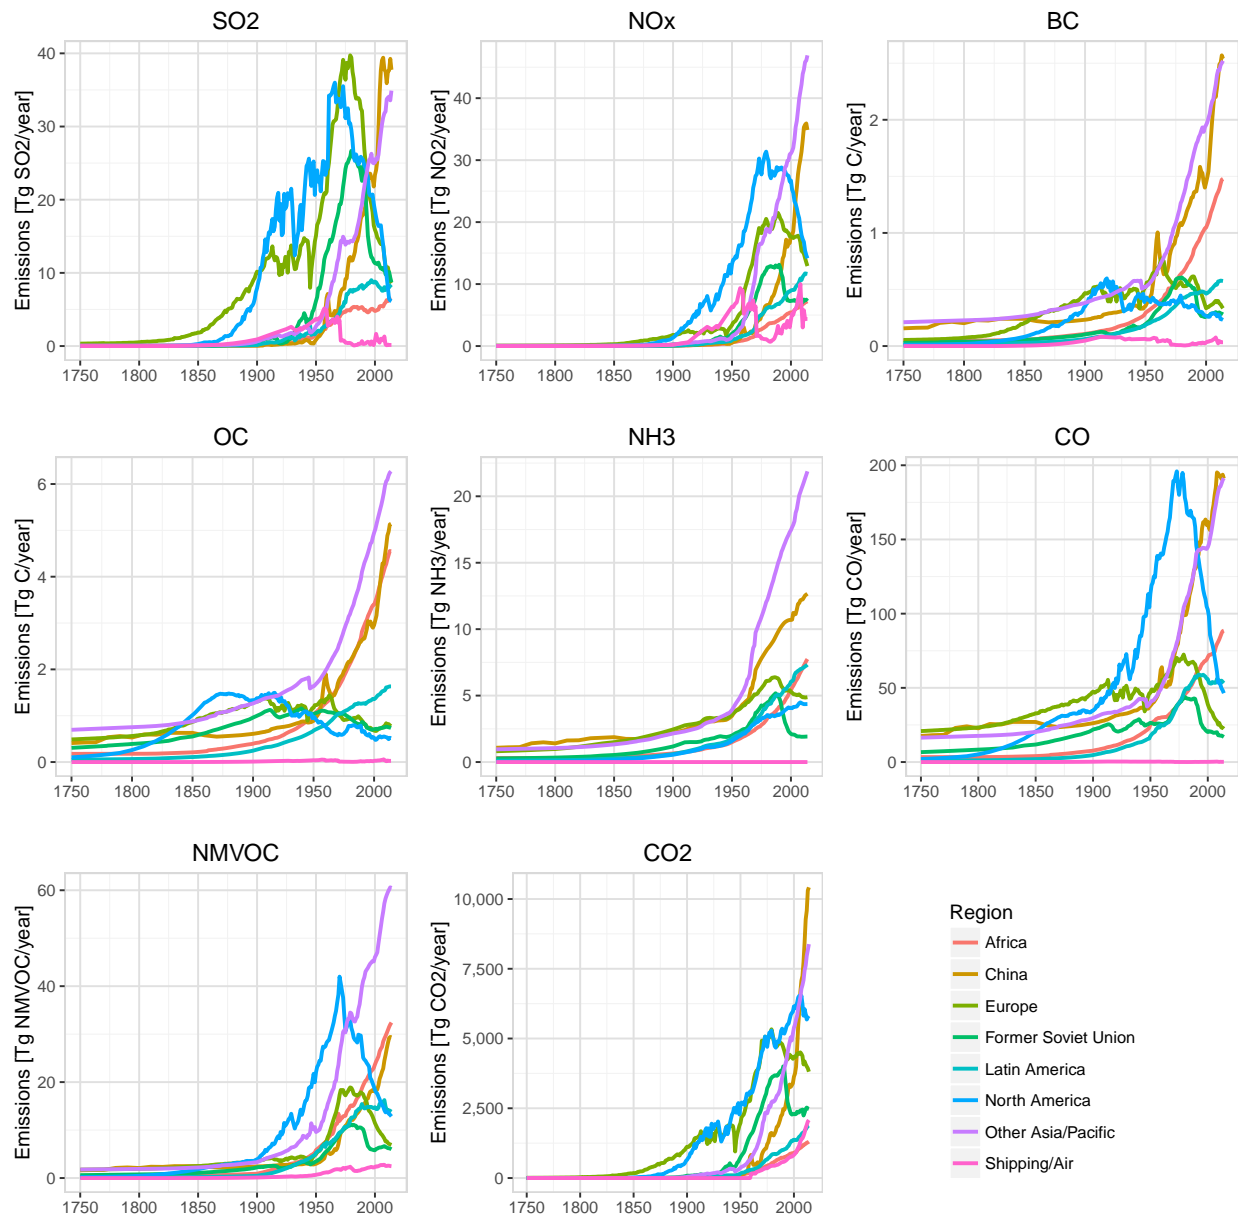 SO2
NOx
BC
Emissions [Tg SO2/year]
40
30
20
10
0
1750 1800 1850 1900 1950 2000
Emissions [Tg NO2/year]
40
30
20
10
0
1750 1800 1850 1900 1950 2000
Emissions [Tg C/year]
2
1
0
1750 1800 1850 1900 1950 2000
OC
NH3
CO
Emissions [Tg C/year]
6
4
2
0
1750 1800 1850 1900 1950 2000
Emissions [Tg NH3/year]
20
15
10
5
0
1750 1800 1850 1900 1950 2000
Emissions [Tg CO/year]
200
150
100
50
0
1750 1800 1850 1900 1950 2000
NMVOC
CO2
Emissions [Tg NMVOC/year]
60
40
20
0
1750 1800 1850 1900 1950 2000
Emissions [Tg CO2/year]
10,000
7,500
5,000
2,500
0
1750 1800 1850 1900 1950 2000
Region
Africa
China
Europe
Former Soviet Union
Latin America
North America
Other Asia/Pacific
Shipping/Air